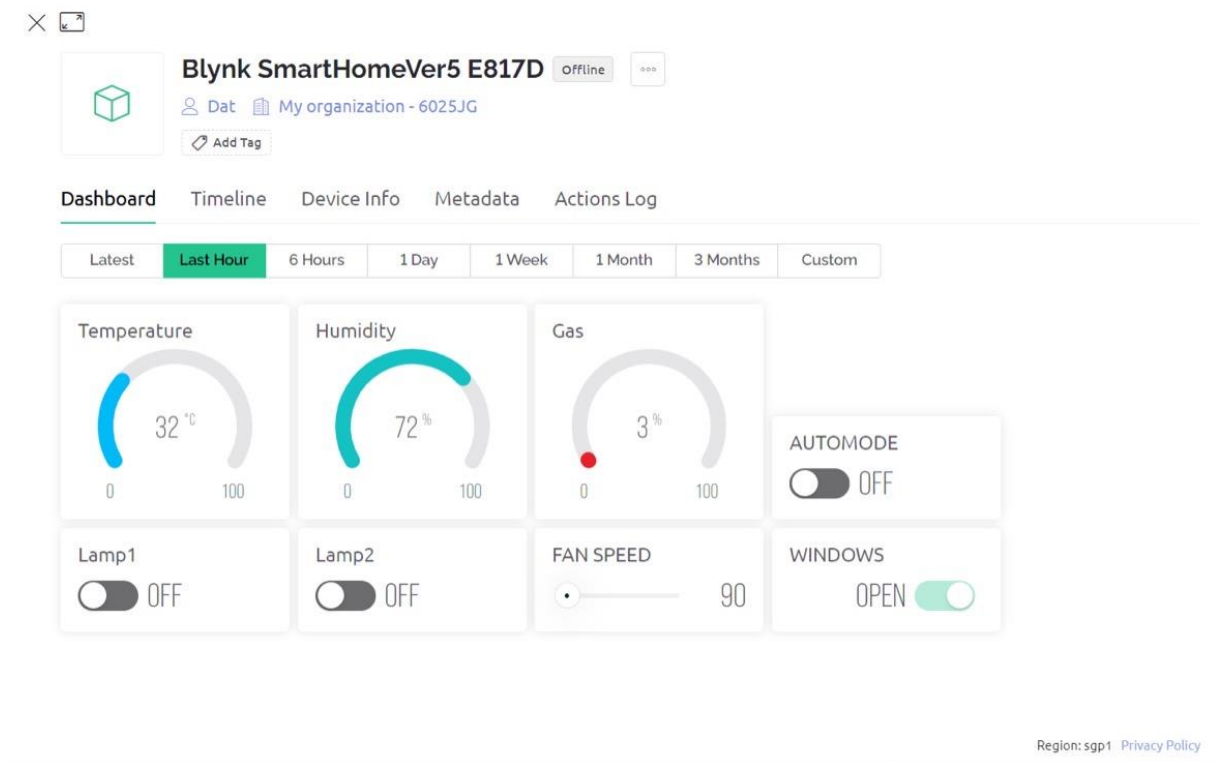 Blynk SmartHomeVer5 E817D Offline
Dat My organization - 6025JG
Add Tag
Dashboard Timeline Device Info Metadata Actions Log
Latest Last Hour 6 Hours 1 Day 1 Week 1 Month 3 Months Custom
Temperature
32 °C
0 100
Humidity
72 %
0 100
Gas
3 %
0 100
AUTOMODE
OFF
Lamp1
OFF
Lamp2
OFF
FAN SPEED
90
WINDOWS
OPEN
Region: sgp1 Privacy Policy